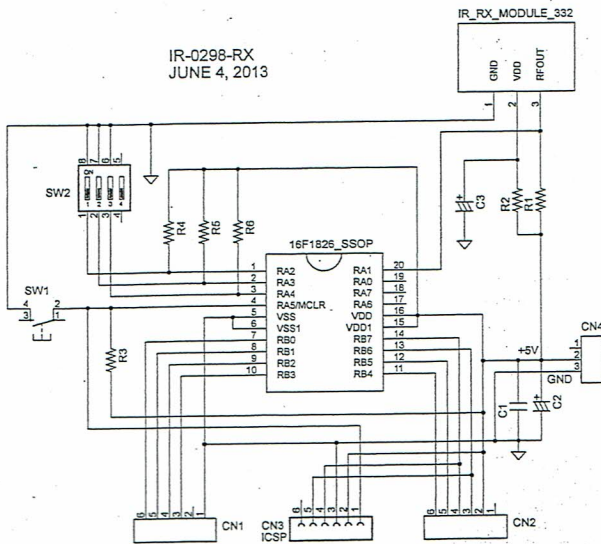 IR-0298-RX
JUNE 4, 2013
IR_RX_MODULE_332
GND
VDD
RFOUT
1
2
3
8
7
6
5
ON
1
2
3
4
SW2
1
2
3
4
R4
R5
R6
C3
R2
R1
16F1826_SSOP
1
2
3
4
5
6
7
8
9
10
RA2
RA3
RA4
RA5/MCLR
VSS
VSS1
RB0
RB1
RB2
RB3
RA1
RA0
RA7
RA6
VDD
VDD1
RB7
RB6
RB5
RB4
20
19
18
17
16
15
14
13
12
11
SW1
4
3
2
1
R3
CN4
1
2
3
+5V
GND
C1
C2
6
5
4
3
2
1
CN1
6
5
4
3
2
1
CN3
ICSP
6
5
4
3
2
1
CN2